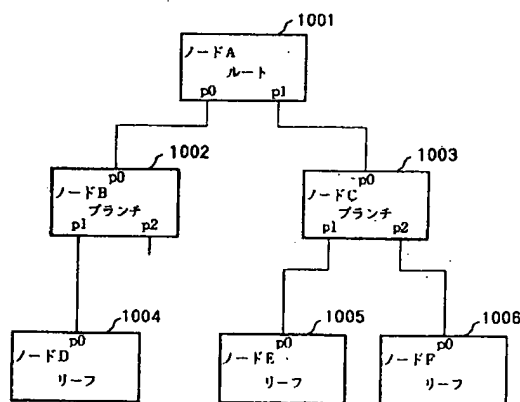 1001
ノードA
ルート
p0 p1
1002
p0
ノードB
ブランチ
p1 p2
1003
p0
ノードC
ブランチ
p1 p2
1004
p0
ノードD
リーフ
1005
p0
ノードE
リーフ
1006
p0
ノードF
リーフ